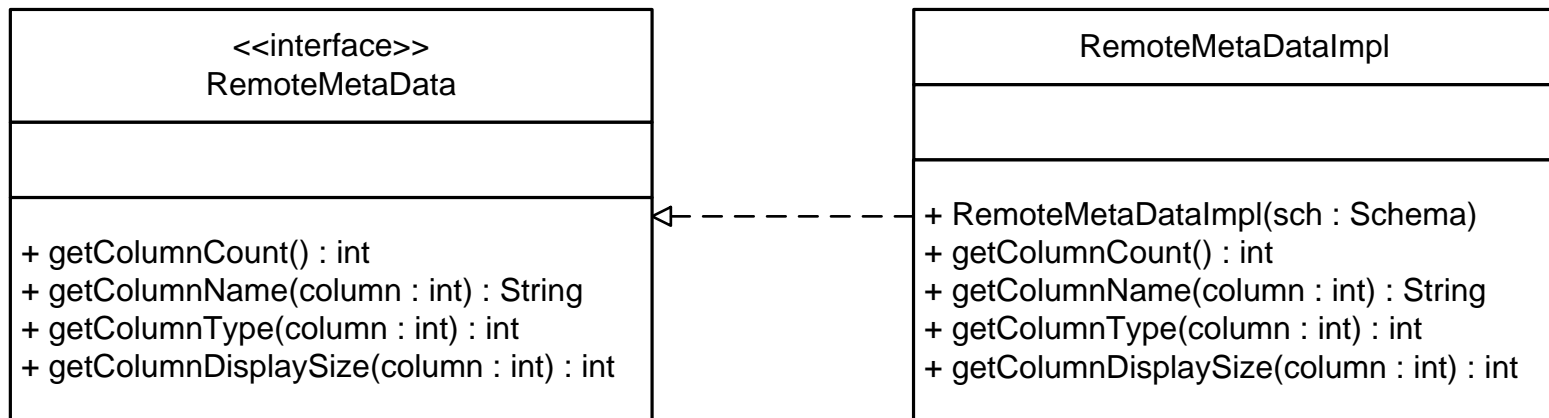 <<interface>>
RemoteMetaData
+ getColumnCount() : int
+ getColumnName(column : int) : String
+ getColumnType(column : int) : int
+ getColumnDisplaySize(column : int) : int
RemoteMetaDataImpl
+ RemoteMetaDataImpl(sch : Schema)
+ getColumnCount() : int
+ getColumnName(column : int) : String
+ getColumnType(column : int) : int
+ getColumnDisplaySize(column : int) : int